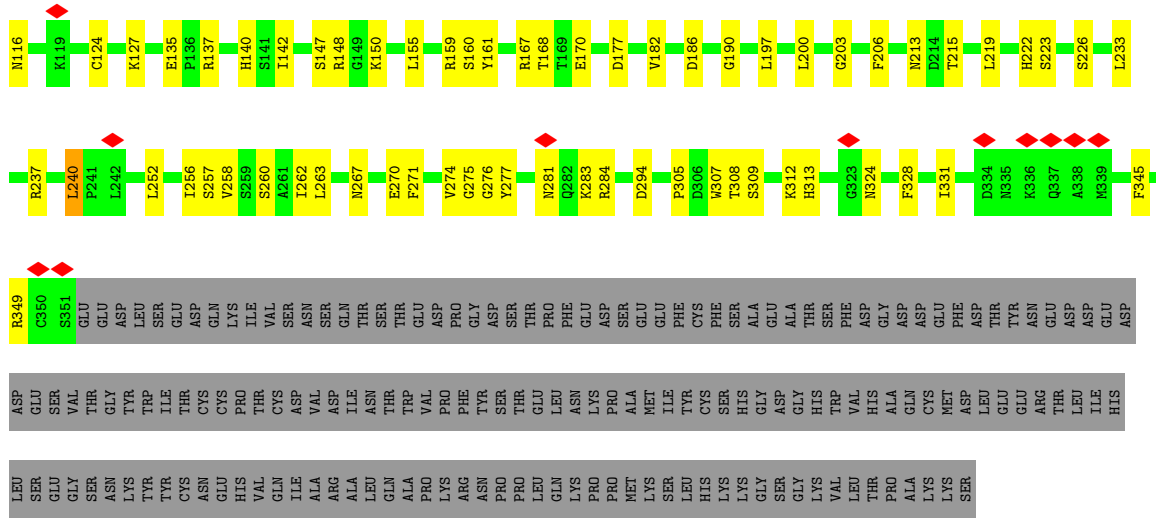 N116 K119 C124 K127 E135 P136 R137 H140 S141 I142 S147 R148 G149 K150 L155 R159 S160 Y161 R167 T168 T169 E170 D177 V182 D186 G190 L197 L200 G203 F206 N213 D214 T215 L219 H222 S223 S226 L233
R237 L240 P241 L242 L252 I256 S257 V258 S259 S260 A261 I262 L263 N267 E270 F271 V274 G275 G276 Y277 N281 Q282 K283 R284 D294 P305 D306 W307 T308 S309 K312 H313 G323 N324 F328 I331 D334 N335 K336 Q337 A338 M339 F345
R349 C350 S351 GLU GLU ASP LEU SER GLU ASP GLN LYS ILE VAL SER ASN SER GLN THR SER THR GLU ASP PRO GLY ASP SER THR PRO PHE GLU ASP SER GLU GLU PHE CYS PHE SER ALA GLU ALA THR SER PHE ASP GLY ASP ASP GLU PHE ASP THR TYR ASN GLU ASP ASP GLU ASP
ASP GLU SER VAL THR GLY TYR TRP ILE THR CYS CYS PRO THR CYS ASP VAL ASP ILE ASN THR TRP VAL PRO PHE TYR SER THR GLU LEU ASN LYS PRO ALA MET ILE TYR CYS SER HIS GLY ASP GLY HIS TRP VAL HIS ALA GLN CYS MET ASP LEU GLU GLU ARG THR LEU ILE HIS
LEU SER GLU GLY SER ASN LYS TYR TYR CYS ASN GLU HIS VAL GLN ILE ALA ARG ALA LEU GLN ALA PRO LYS ARG ASN PRO PRO LEU GLN LYS PRO PRO MET LYS SER LEU HIS LYS LYS GLY SER GLY LYS VAL LEU THR PRO ALA LYS LYS SER